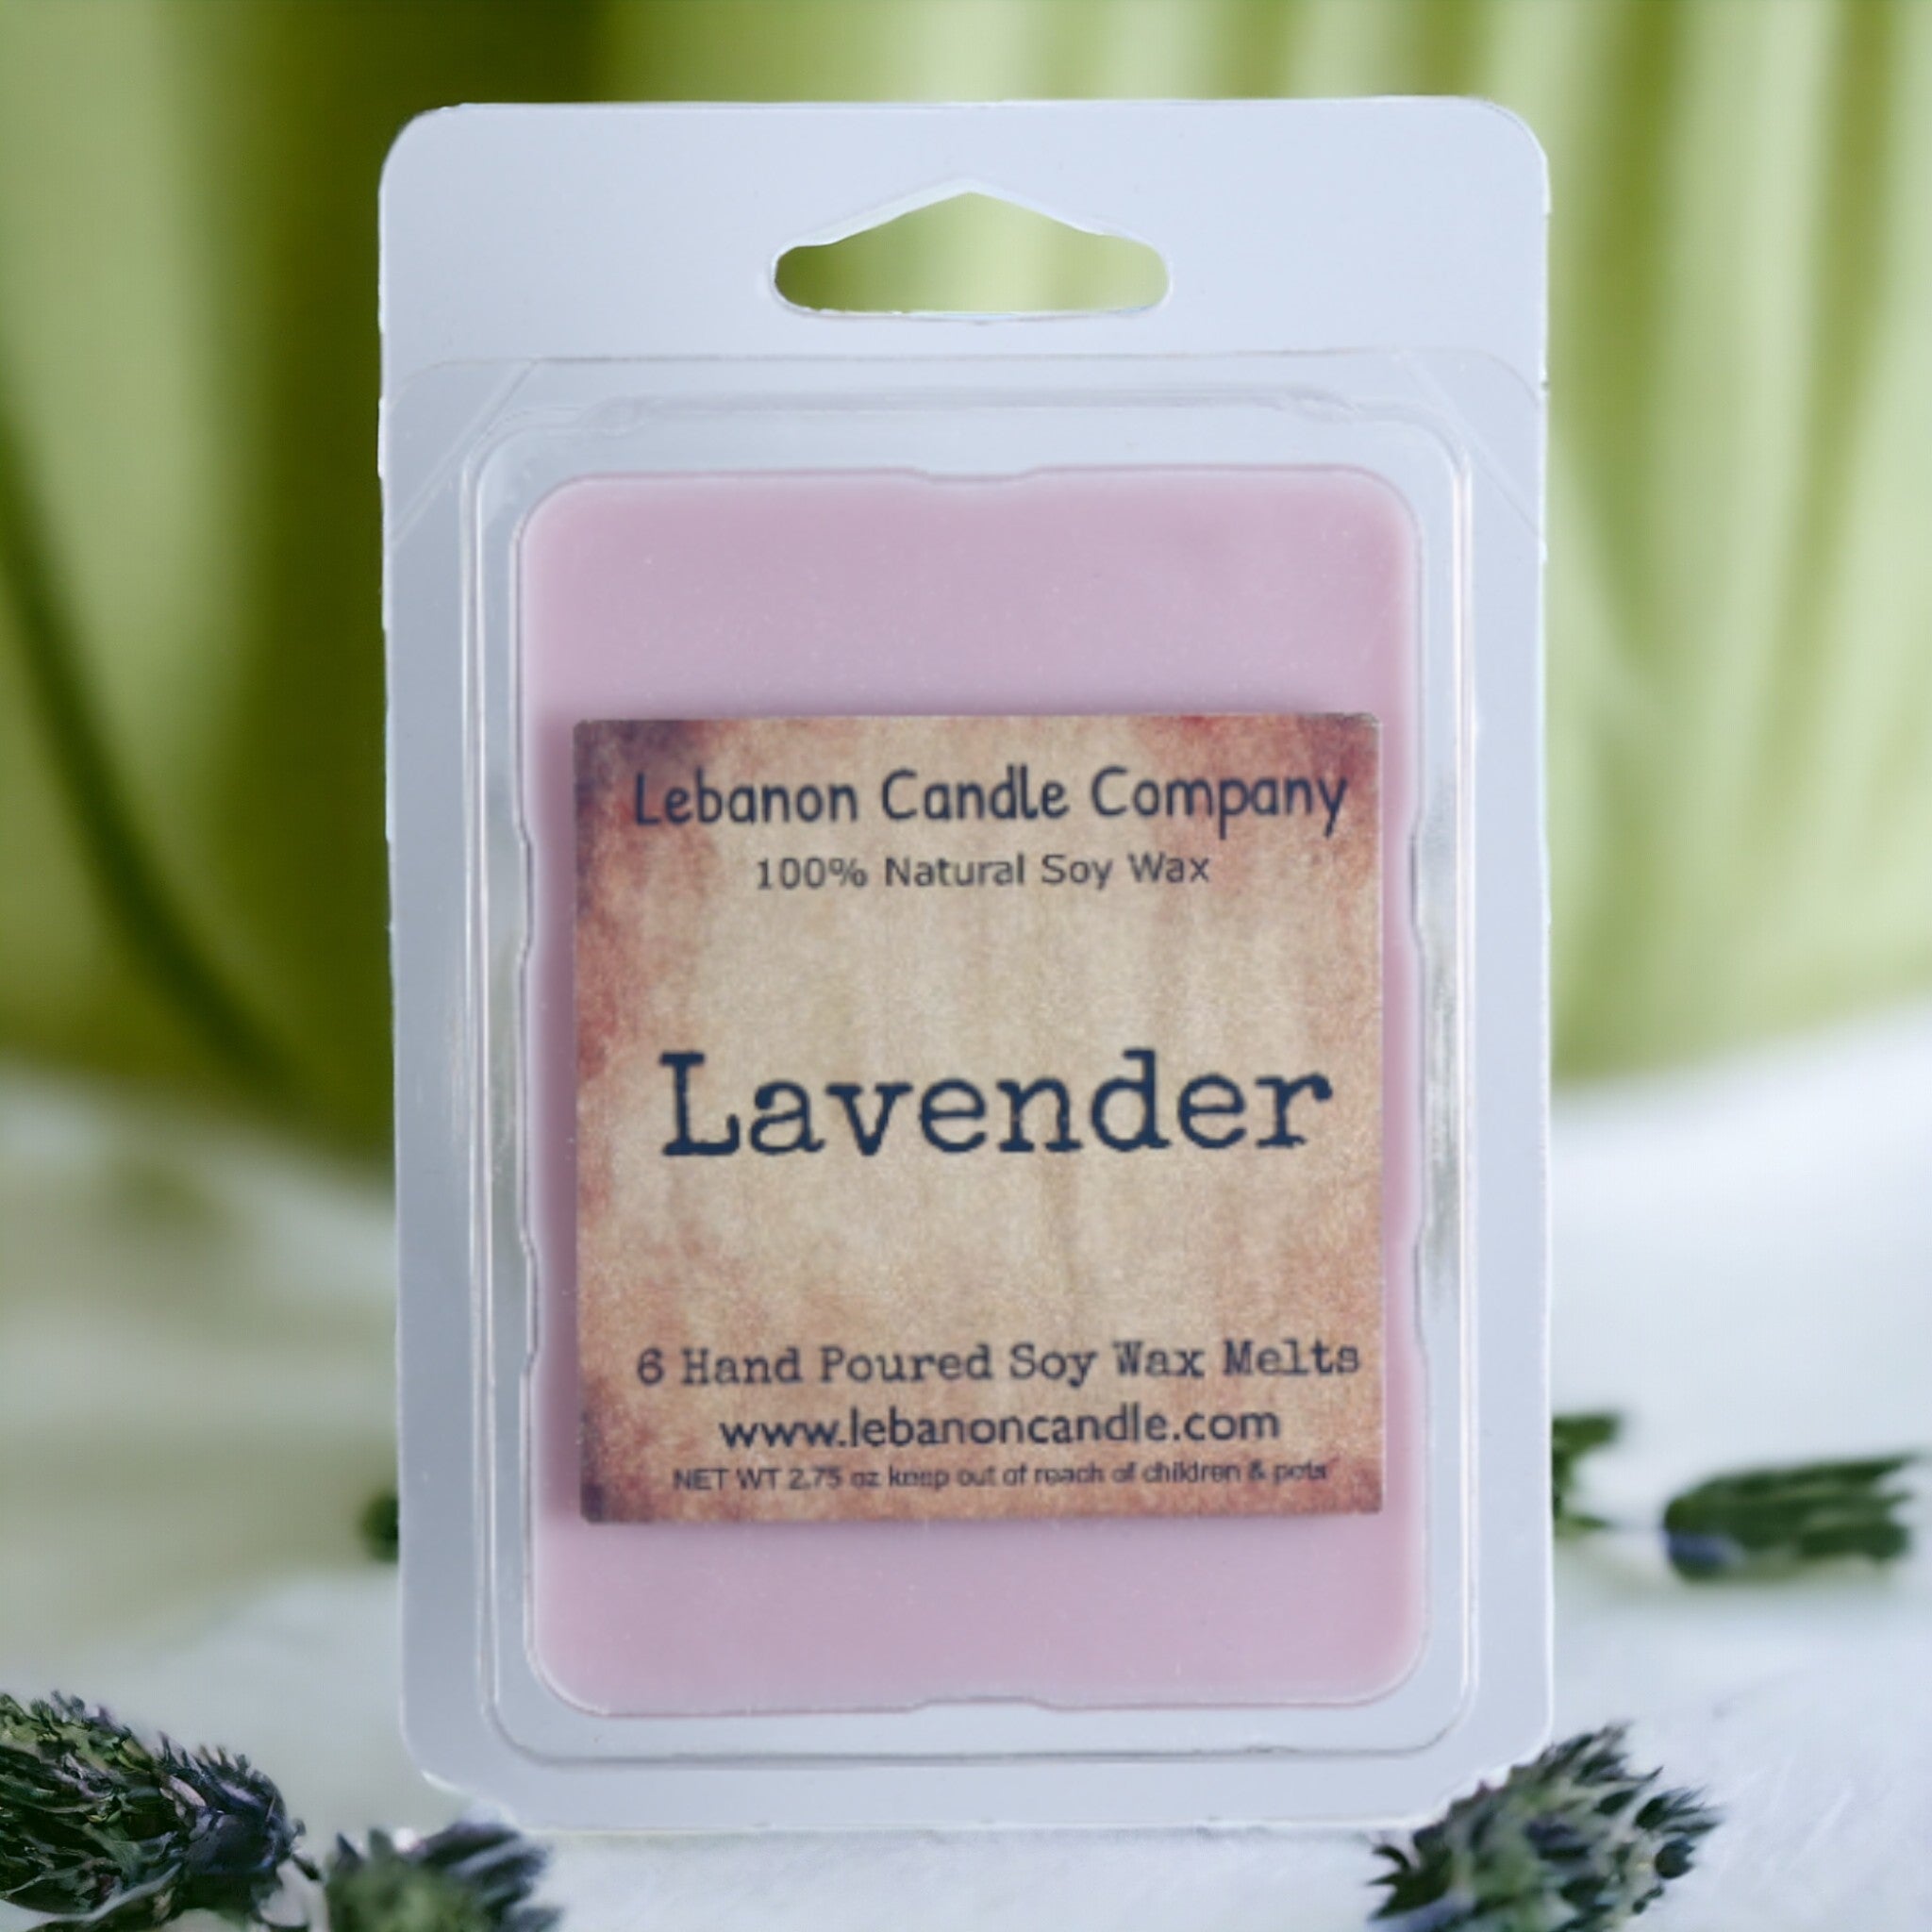 Lebanon Candle Company
100% Natural Soy Wax
Lavender
6 Hand Poured Soy Wax Melts
www.lebanoncandle.com
NET WT 2.75 oz keep out of reach of children & pets